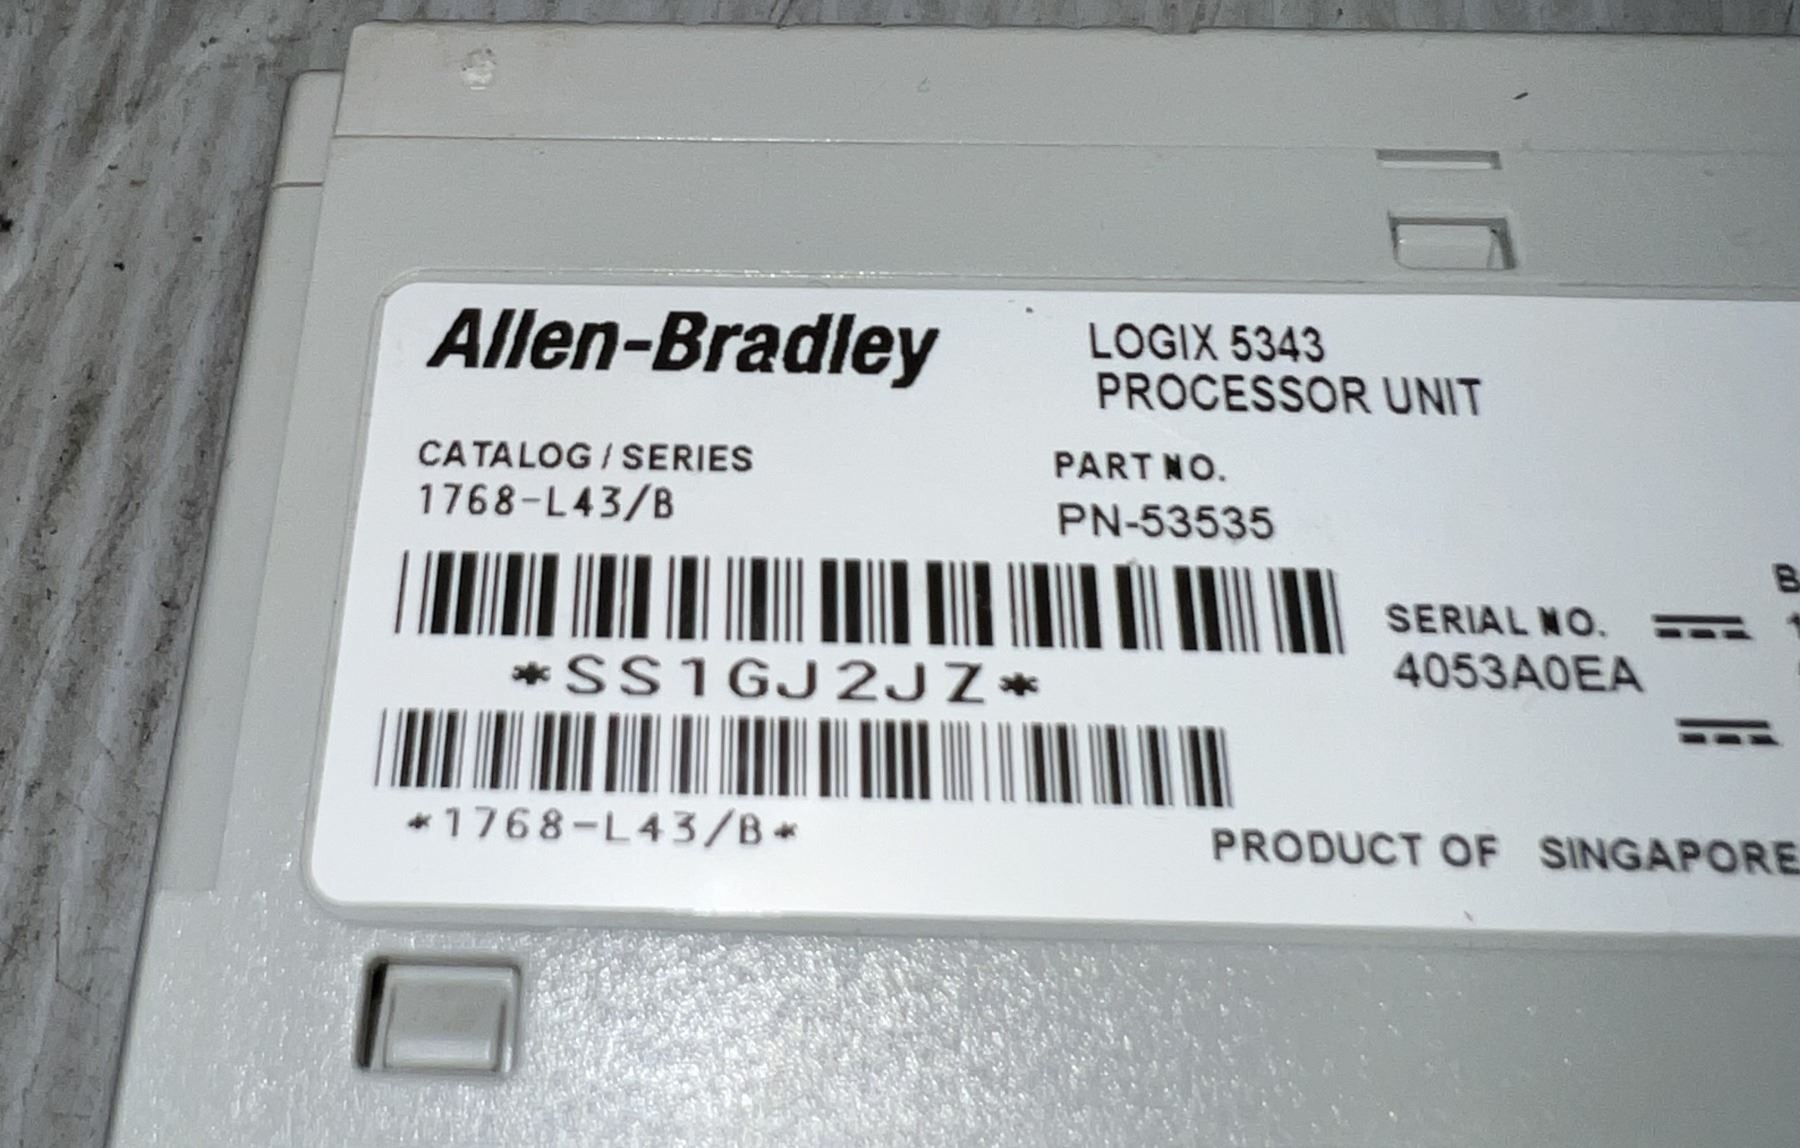 Allen-Bradley
LOGIX 5343
PROCESSOR UNIT
CATALOG / SERIES
1768-L43/B
PART NO.
PN-53535
*SS1GJ2JZ*
SERIAL NO.
4053A0EA
*1768-L43/B*
PRODUCT OF SINGAPORE